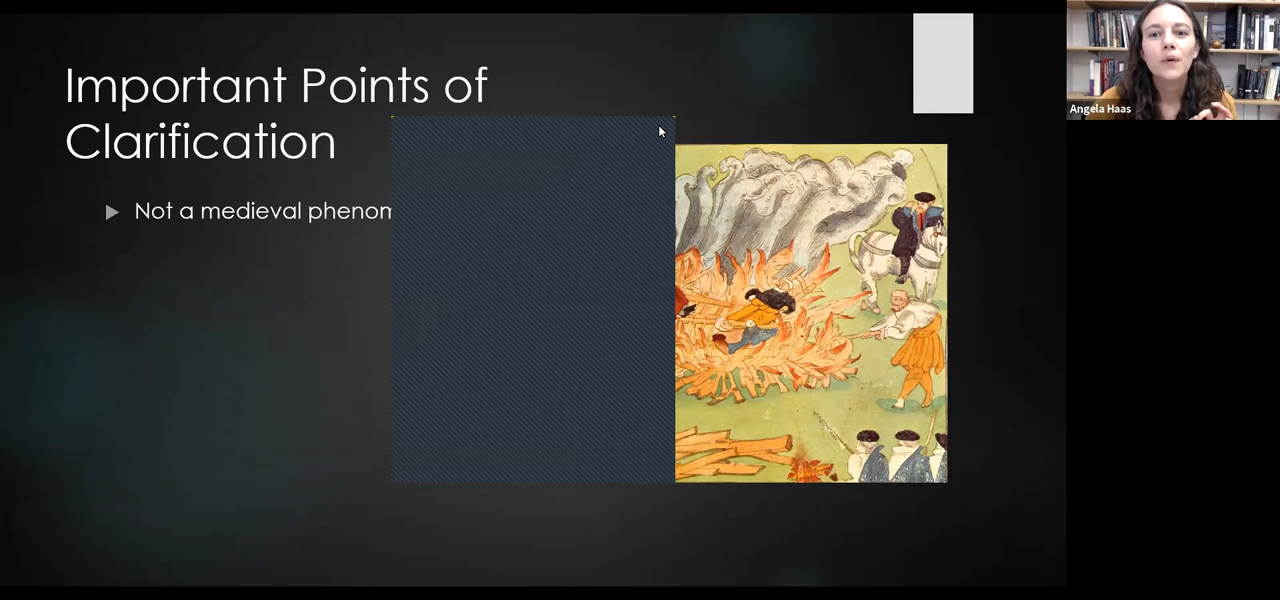 Important Points of
Clarification
Not a medieval phenom
Angela Haas